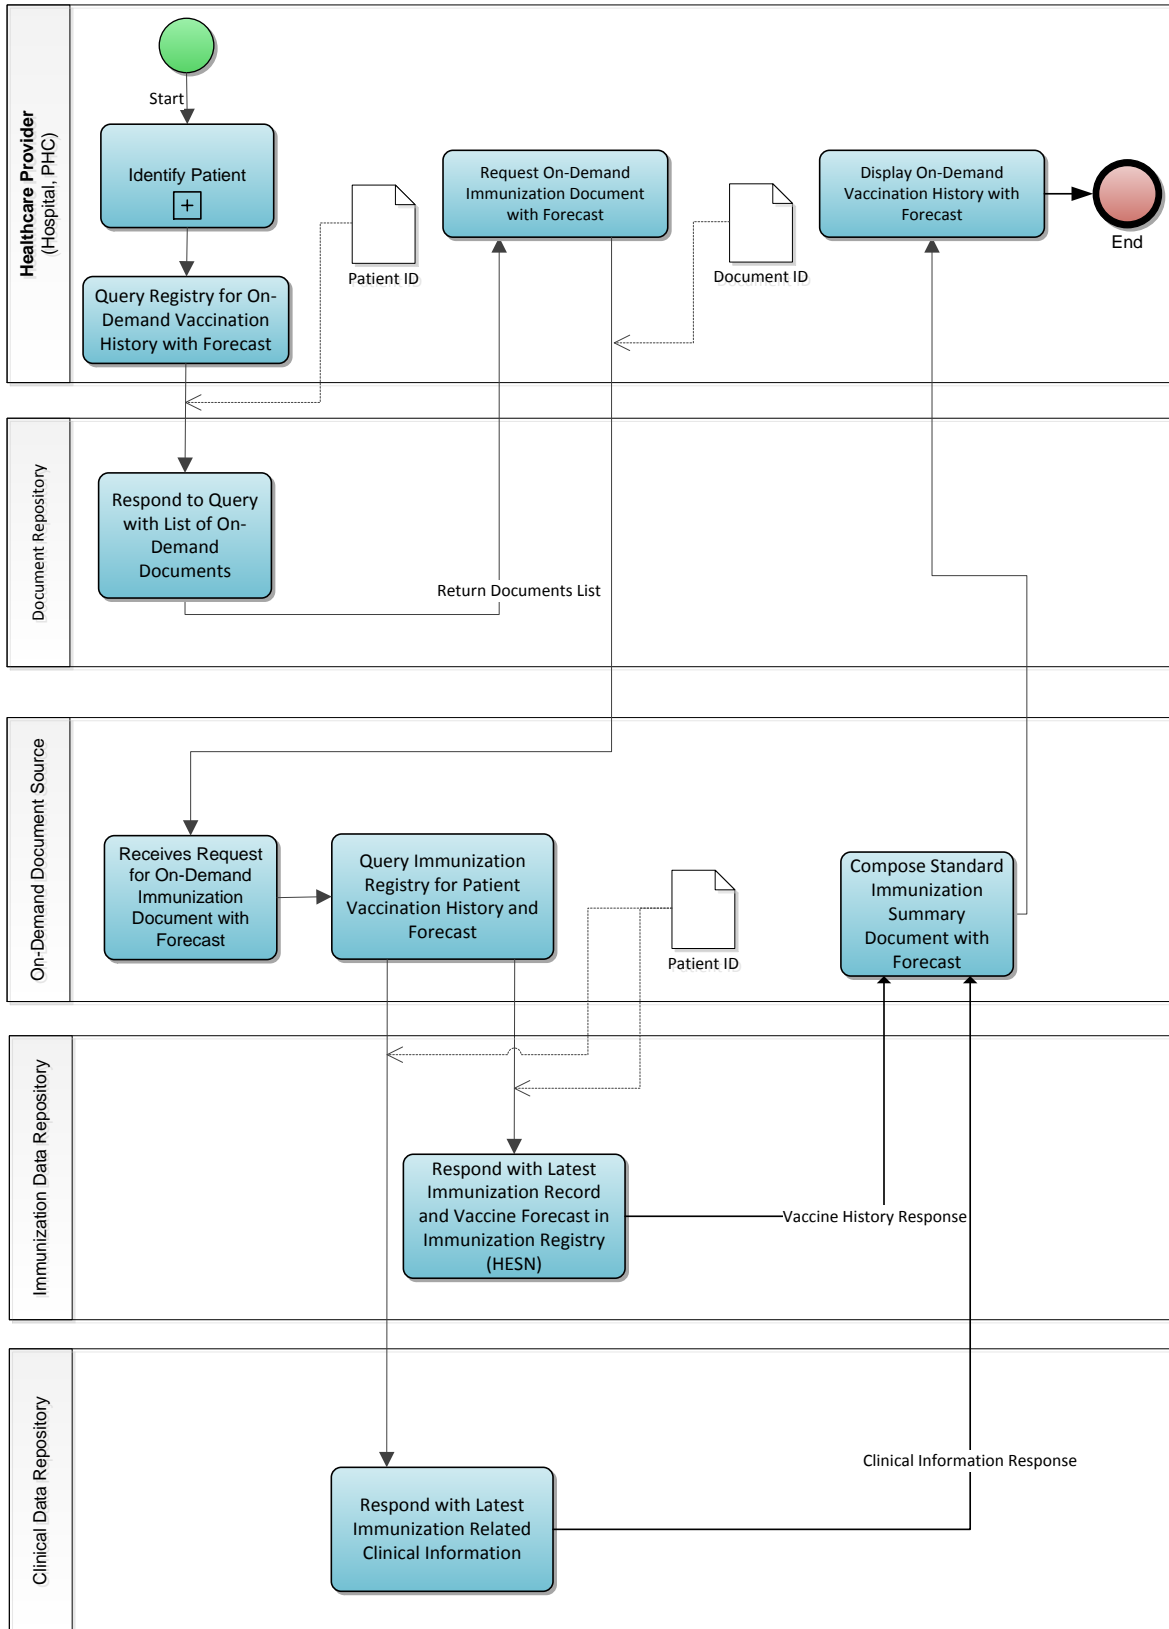 Healthcare Provider
(Hospital, PHC)
Start
Identify Patient
+
Query Registry for On-
Demand Vaccination
History with Forecast
Patient ID
Request On-Demand
Immunization Document
with Forecast
Document ID
Display On-Demand
Vaccination History with
Forecast
End
Document Repository
Respond to Query
with List of On-
Demand
Documents
Return Documents List
On-Demand Document Source
Receives Request
for On-Demand
Immunization
Document with
Forecast
Query Immunization
Registry for Patient
Vaccination History and
Forecast
Patient ID
Compose Standard
Immunization
Summary
Document with
Forecast
Immunization Data Repository
Respond with Latest
Immunization Record
and Vaccine Forecast in
Immunization Registry
(HESN)
Vaccine History Response
Clinical Data Repository
Respond with Latest
Immunization Related
Clinical Information
Clinical Information Response